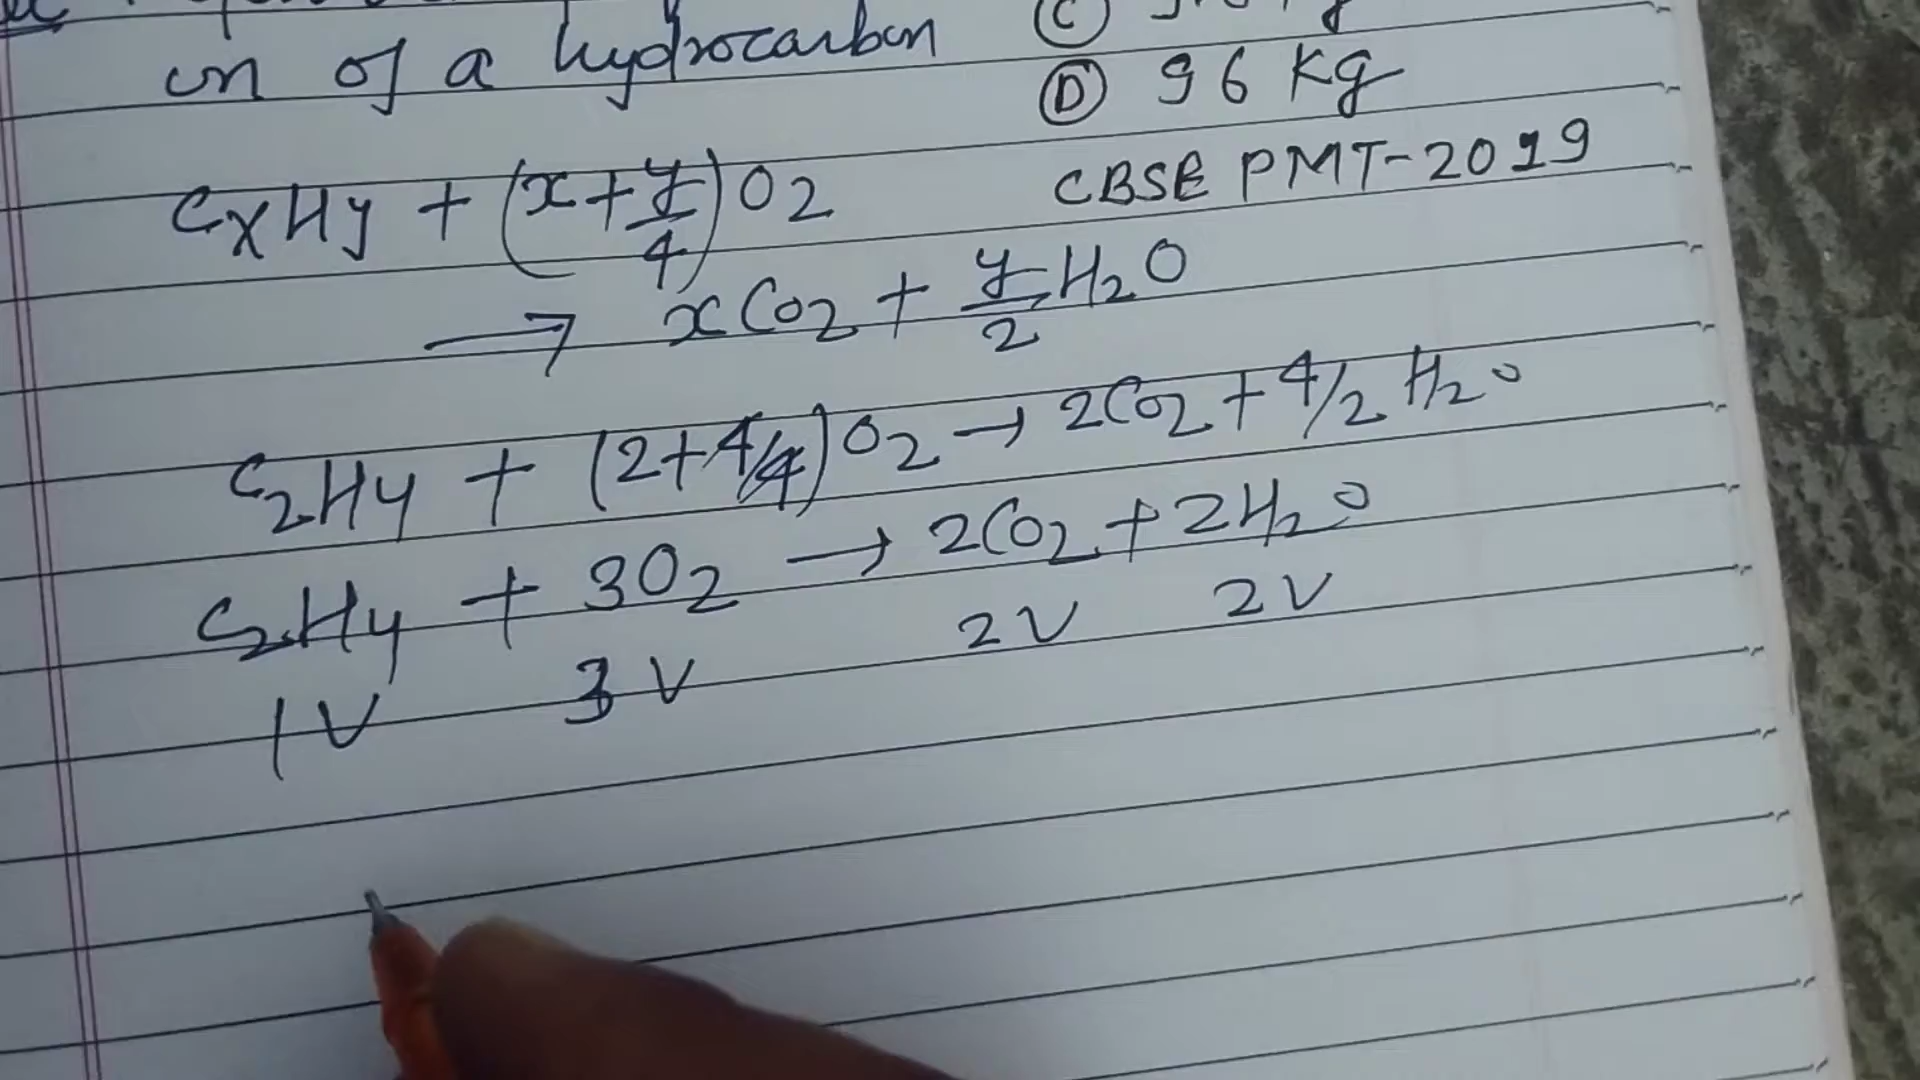 on of a hydrocarbon
Ⓒ
Ⓓ 96 Kg
CBSE PMT-2019
CxHy + (x+y/4)O2
→ xCO2 + y/2 H2O
C2H4 + (2+4/4)O2 → 2CO2 + 4/2 H2O
C2H4 + 3O2 → 2CO2 + 2H2O
1V 3V 2V 2V